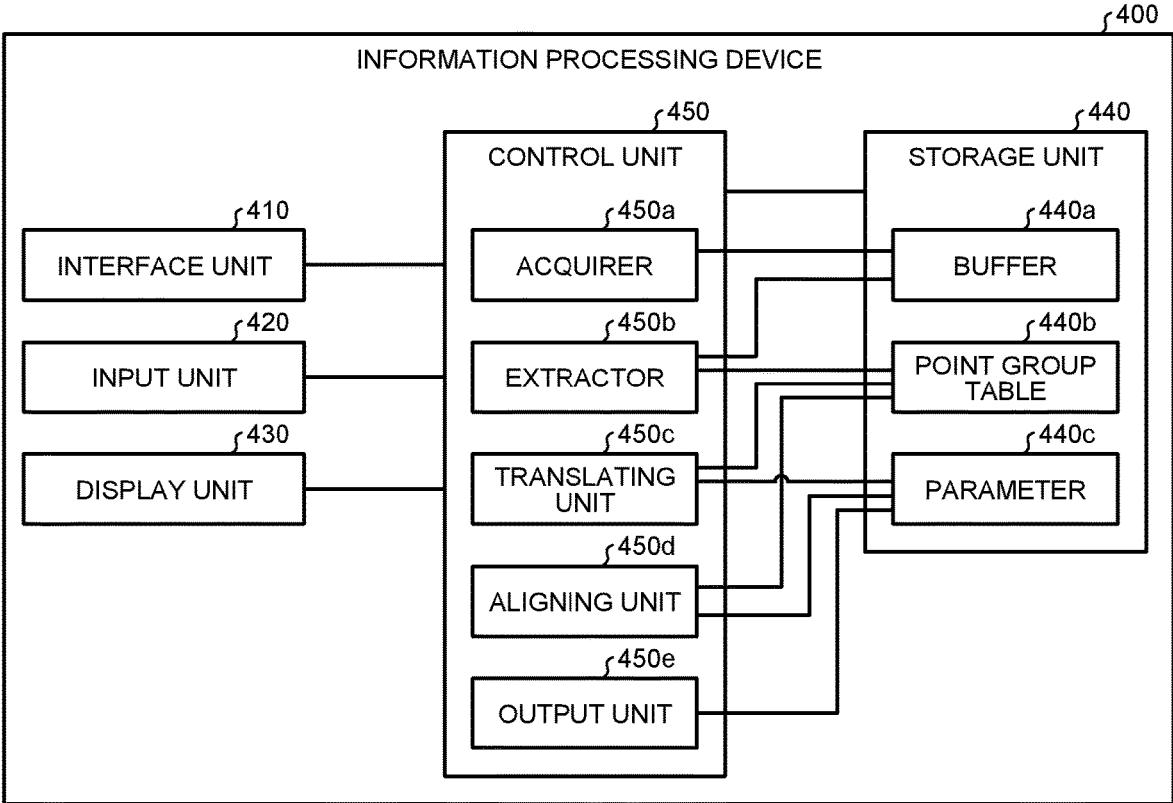 400
INFORMATION PROCESSING DEVICE
450
CONTROL UNIT
440
STORAGE UNIT
410
INTERFACE UNIT
450a
ACQUIRER
440a
BUFFER
420
INPUT UNIT
450b
EXTRACTOR
440b
POINT GROUP
TABLE
430
DISPLAY UNIT
450c
TRANSLATING
UNIT
440c
PARAMETER
450d
ALIGNING UNIT
450e
OUTPUT UNIT